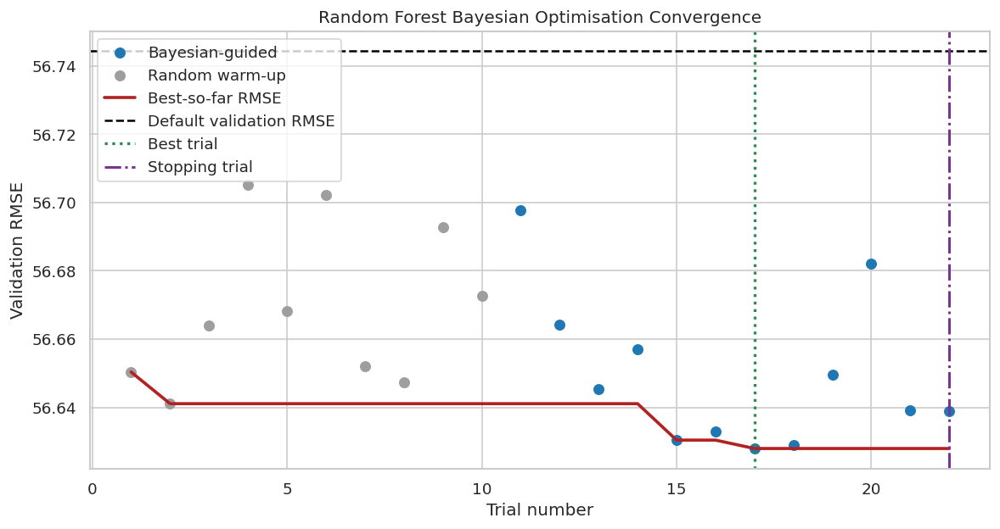 Random Forest Bayesian Optimisation Convergence
Bayesian-guided
Random warm-up
Best-so-far RMSE
Default validation RMSE
Best trial
Stopping trial
Validation RMSE
56.74
56.72
56.70
56.68
56.66
56.64
0 5 10 15 20
Trial number